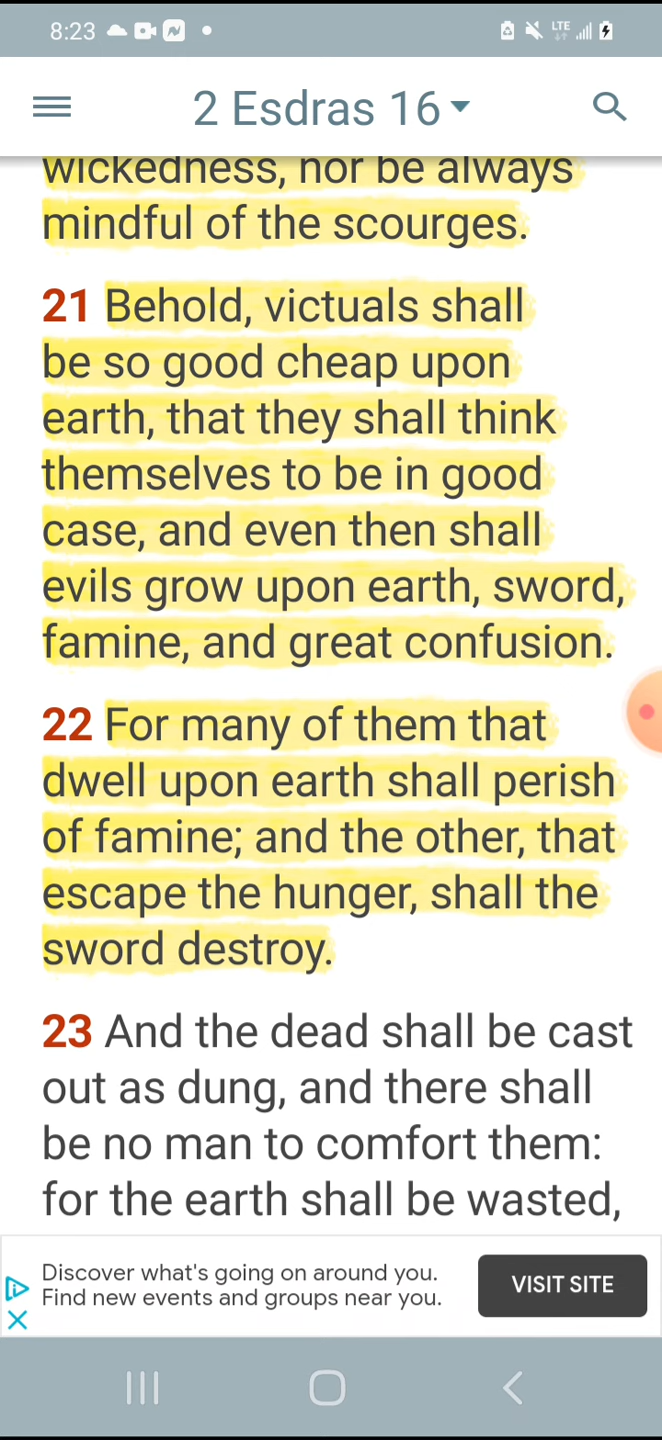 8:23
LTE
2 Esdras 16
wickedness, nor be always
mindful of the scourges.
21 Behold, victuals shall
be so good cheap upon
earth, that they shall think
themselves to be in good
case, and even then shall
evils grow upon earth, sword,
famine, and great confusion.
22 For many of them that
dwell upon earth shall perish
of famine; and the other, that
escape the hunger, shall the
sword destroy.
23 And the dead shall be cast
out as dung, and there shall
be no man to comfort them:
for the earth shall be wasted,
Discover what's going on around you.
Find new events and groups near you.
VISIT SITE